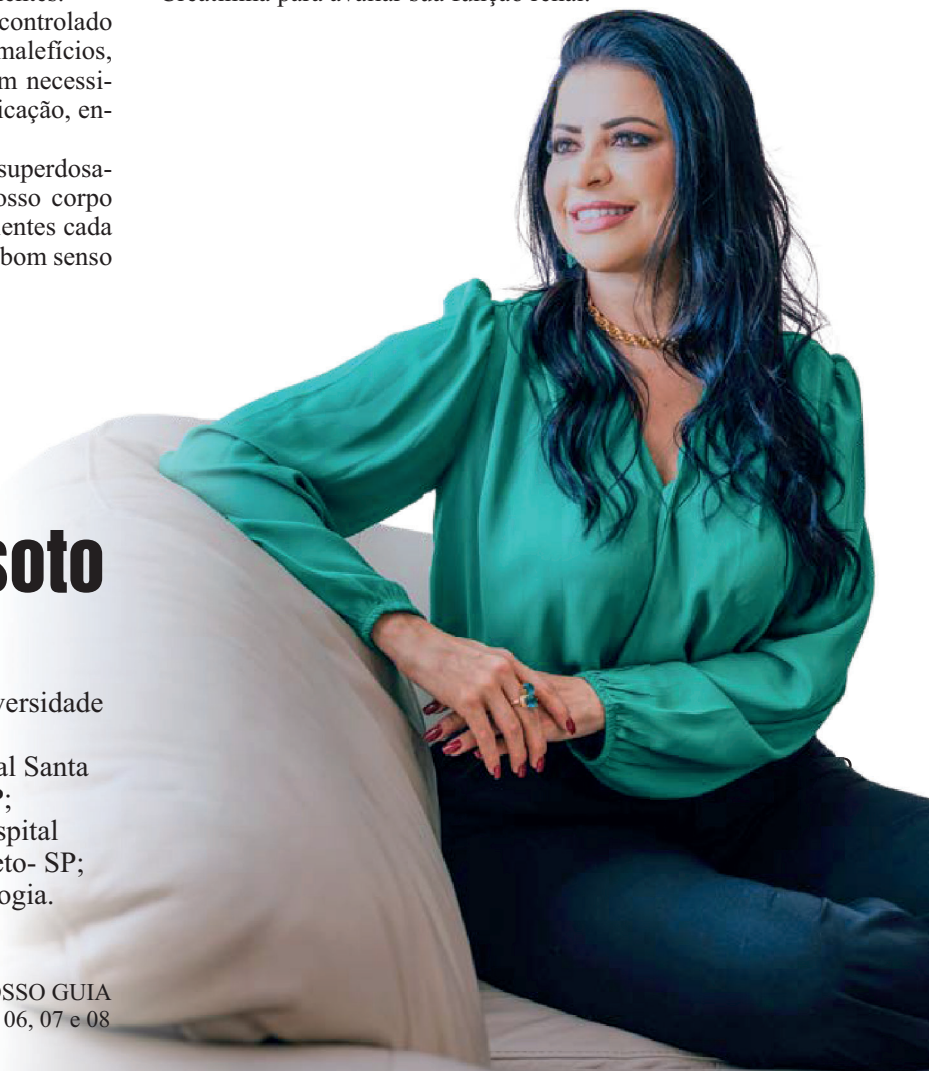 controlado
malefícios,
m necessi-
icação, en-
superdosa-
osso corpo
entes cada
bom senso
soto
versidade
al Santa
P;
spital
eto- SP;
ogia.
OSSO GUIA
06, 07 e 08